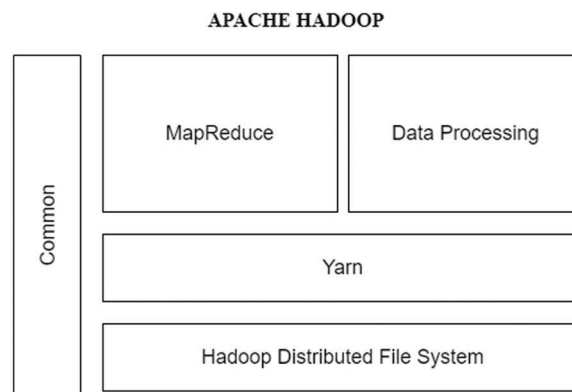 APACHE HADOOP
Common
MapReduce
Data Processing
Yarn
Hadoop Distributed File System